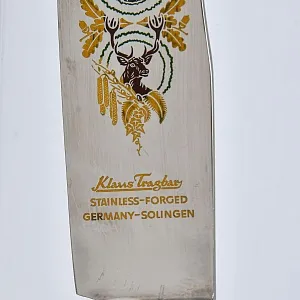 Klaus Tragbar
STAINLESS-FORGED
GERMANY-SOLINGEN